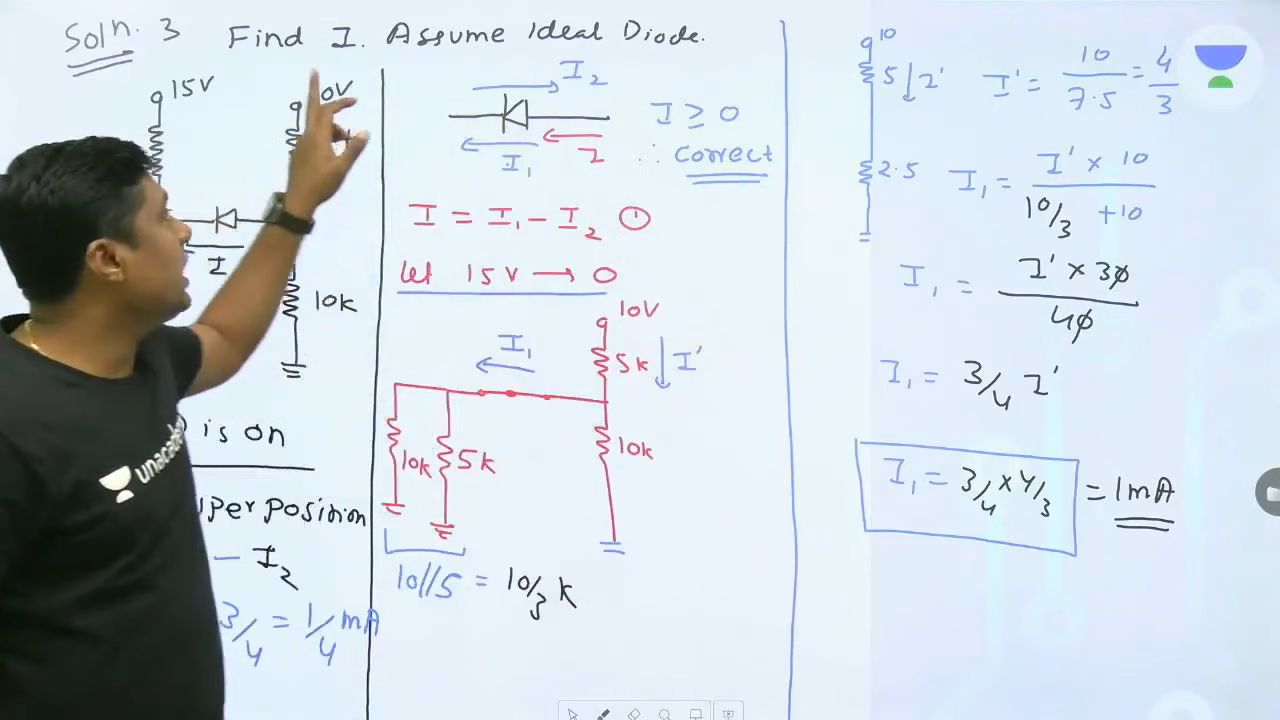 Soln. 3 Find I. Assume Ideal Diode.
15V
0V
I
10k
is on
perposition
- I₂
3/4 = 1/4 mA
I₂
I₁
I
I ≥ 0
∴ correct
I = I₁ - I₂ ①
let 15V → 0
10V
5k
I'
I₁
10k
5k
10k
10//5 = 10/3 k
10
5
I'
2.5
I' = 10/7.5 = 4/3
I₁ = I' x 10 / 10/3 + 10
I₁ = I' x 30 / 40
I₁ = 3/4 I'
I₁ = 3/4 x 4/3 = 1mA
unacade